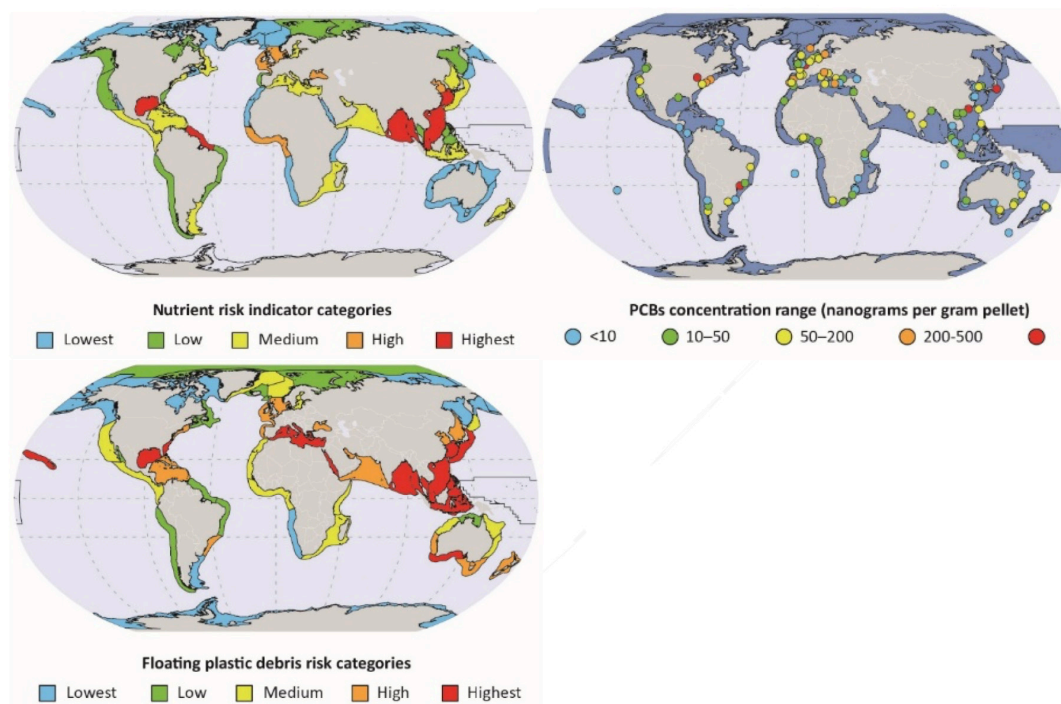 Nutrient risk indicator categories
Lowest Low Medium High Highest
PCBs concentration range (nanograms per gram pellet)
<10 10–50 50–200 200-500
Floating plastic debris risk categories
Lowest Low Medium High Highest